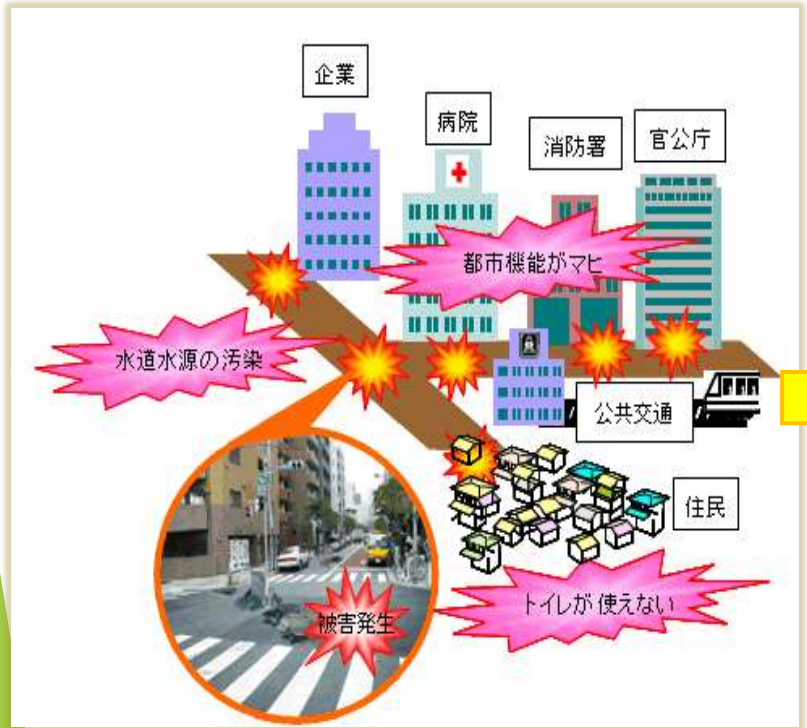 企業
病院
消防署
官公庁
都市機能がマヒ
水道水源の汚染
公共交通
住民
被害発生
トイレが使えない